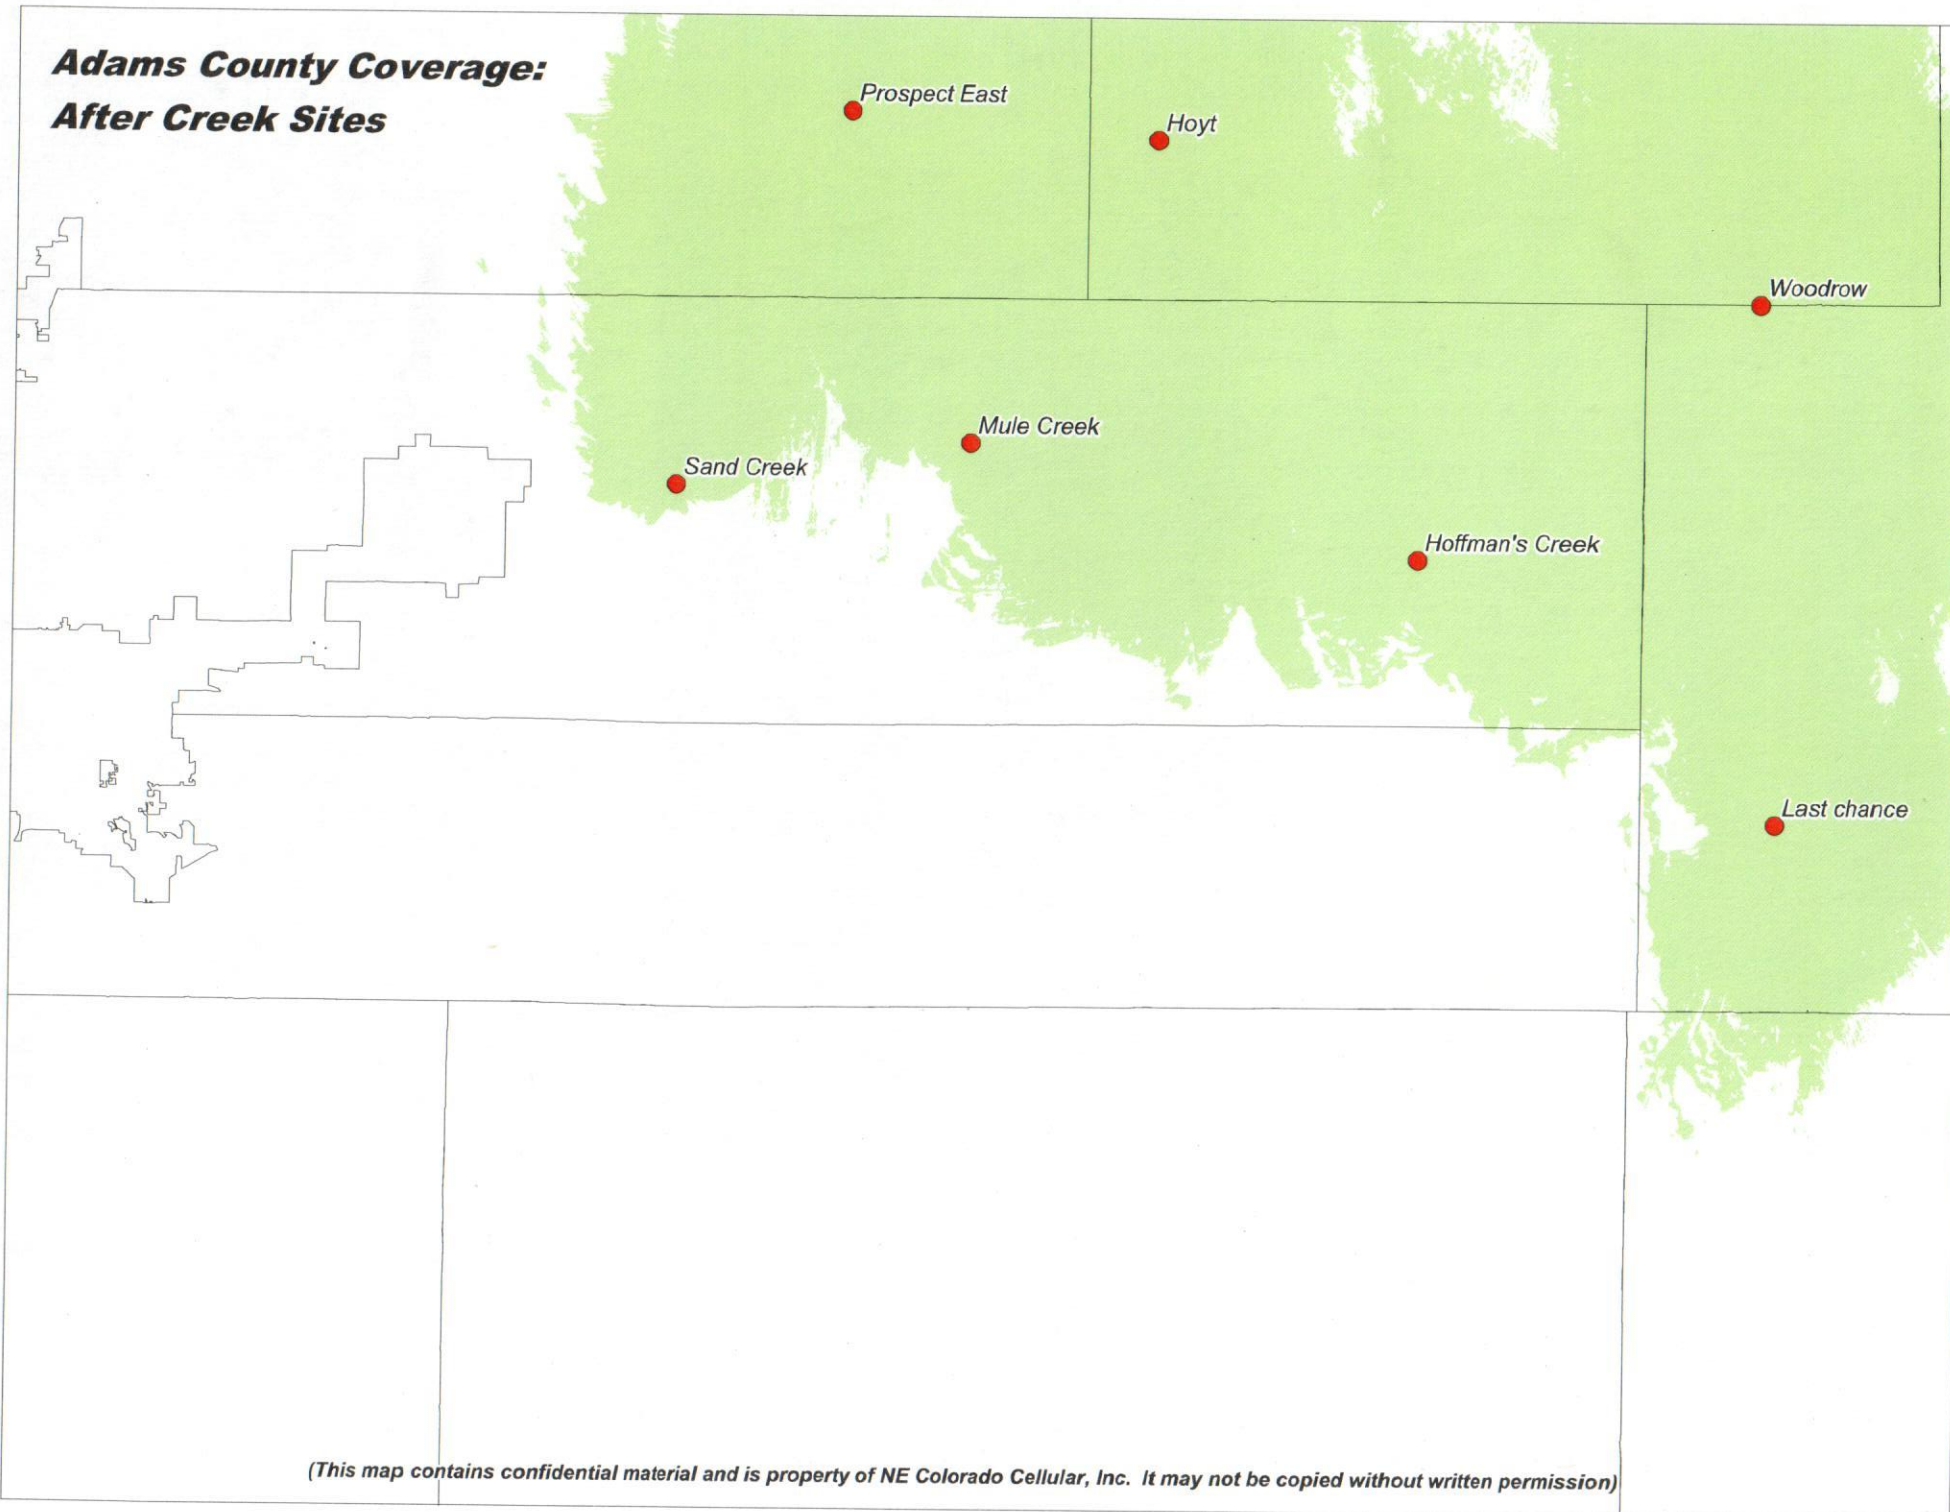 Adams County Coverage:
After Creek Sites
Prospect East
Hoyt
Woodrow
Mule Creek
Sand Creek
Hoffman's Creek
Last chance
(This map contains confidential material and is property of NE Colorado Cellular, Inc. It may not be copied without written permission)